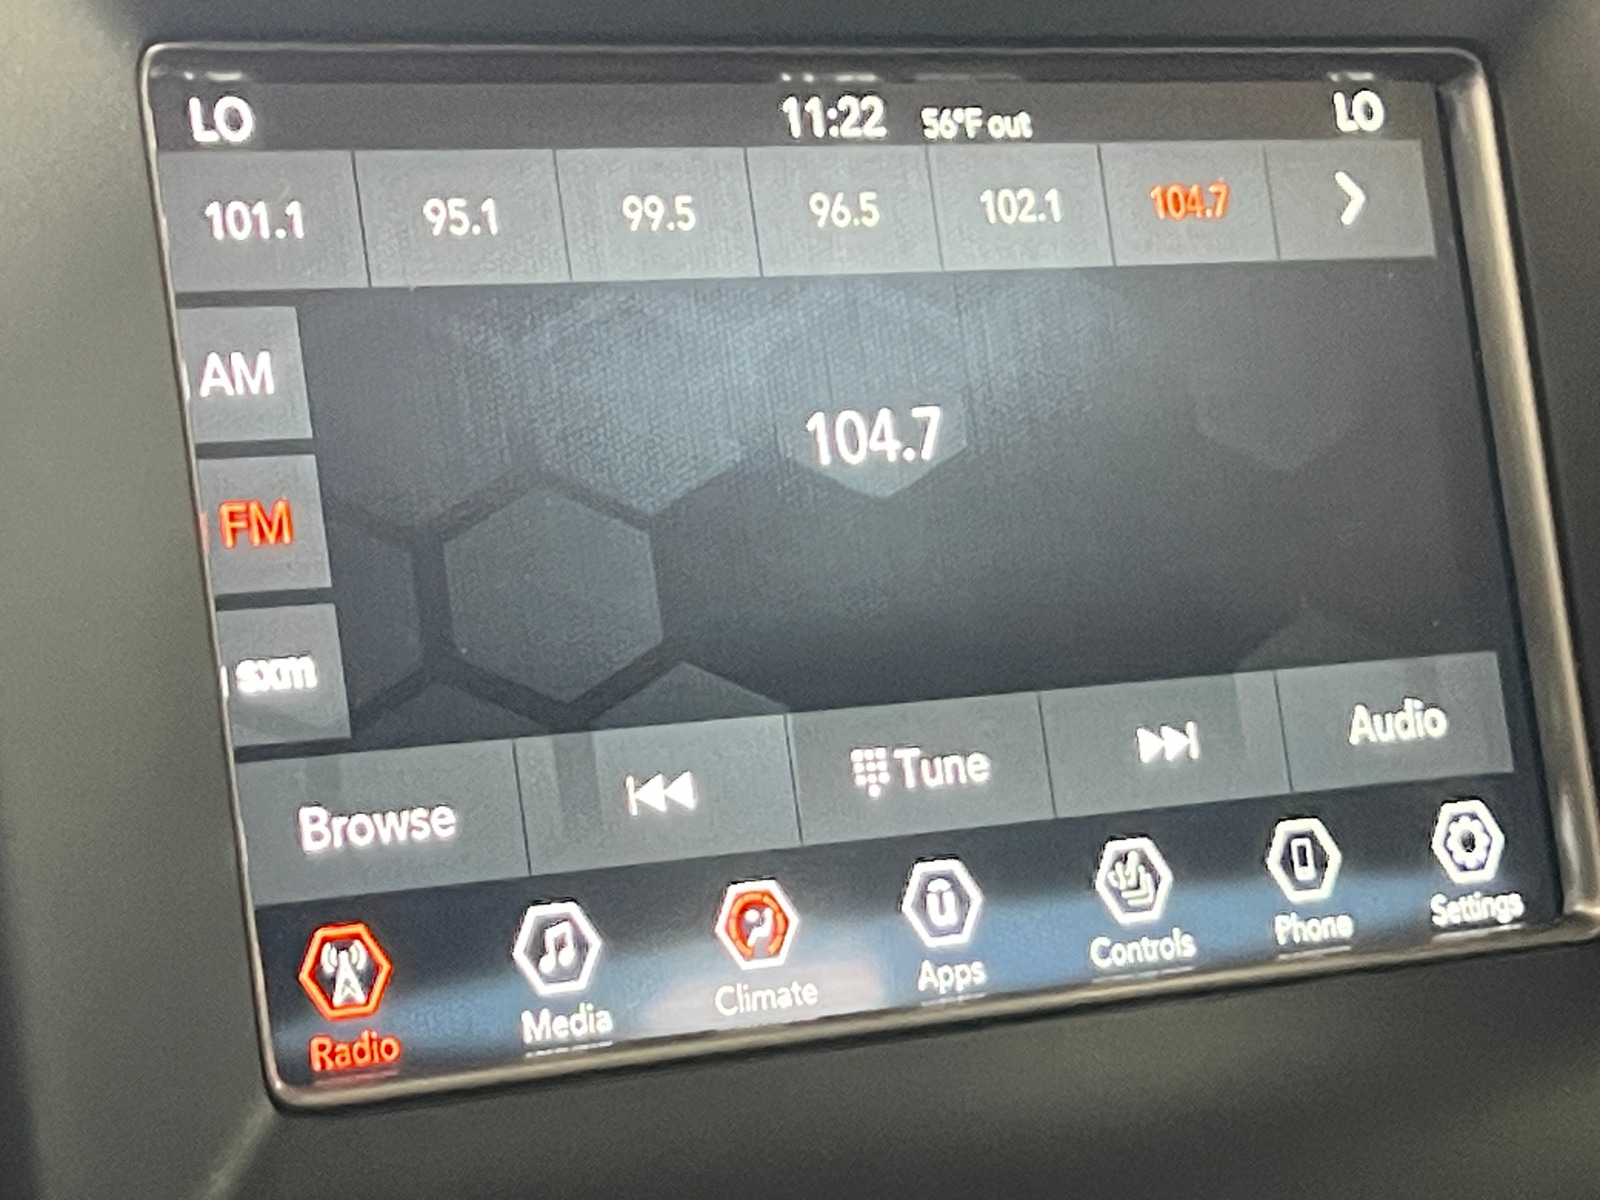 LO 11:22 56°F out LO
101.1 95.1 99.5 96.5 102.1 104.7
AM
104.7
FM
sxm
Browse Tune Audio
Radio Media Climate Apps Controls Phone Settings